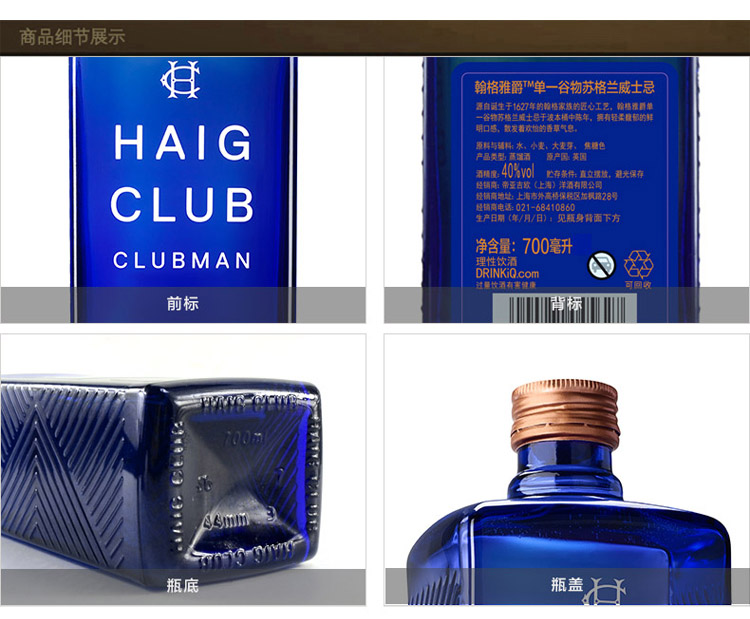 商品细节展示
HAIG
CLUB
CLUBMAN
前标
翰格雅爵™单一谷物苏格兰威士忌
源自诞生于1627年的翰格家族的匠心工艺，翰格雅爵单
一谷物苏格兰威士忌于波本桶中陈年，拥有轻柔馥郁的鲜
明口感，散发着欢怡的香草气息。
原料与辅料: 水、小麦、大麦芽、 焦糖色
产品类型: 蒸馏酒 原产国: 英国
酒精度: 40%vol 贮存条件: 直立摆放，避光保存
经销商: 帝亚吉欧（上海）洋酒有限公司
经销商地址: 上海市外高桥保税区加枫路28号
经销商电话: 021-68410860
生产日期（年/月/日）: 见瓶身背面下方
净含量: 700毫升
理性饮酒
DRINKiQ.com
过量饮酒有害健康
可回收
背标
HAIG CLUB
700ml
HAIG CLUB
44mm 3
HAIG CLUB
瓶底
瓶盖